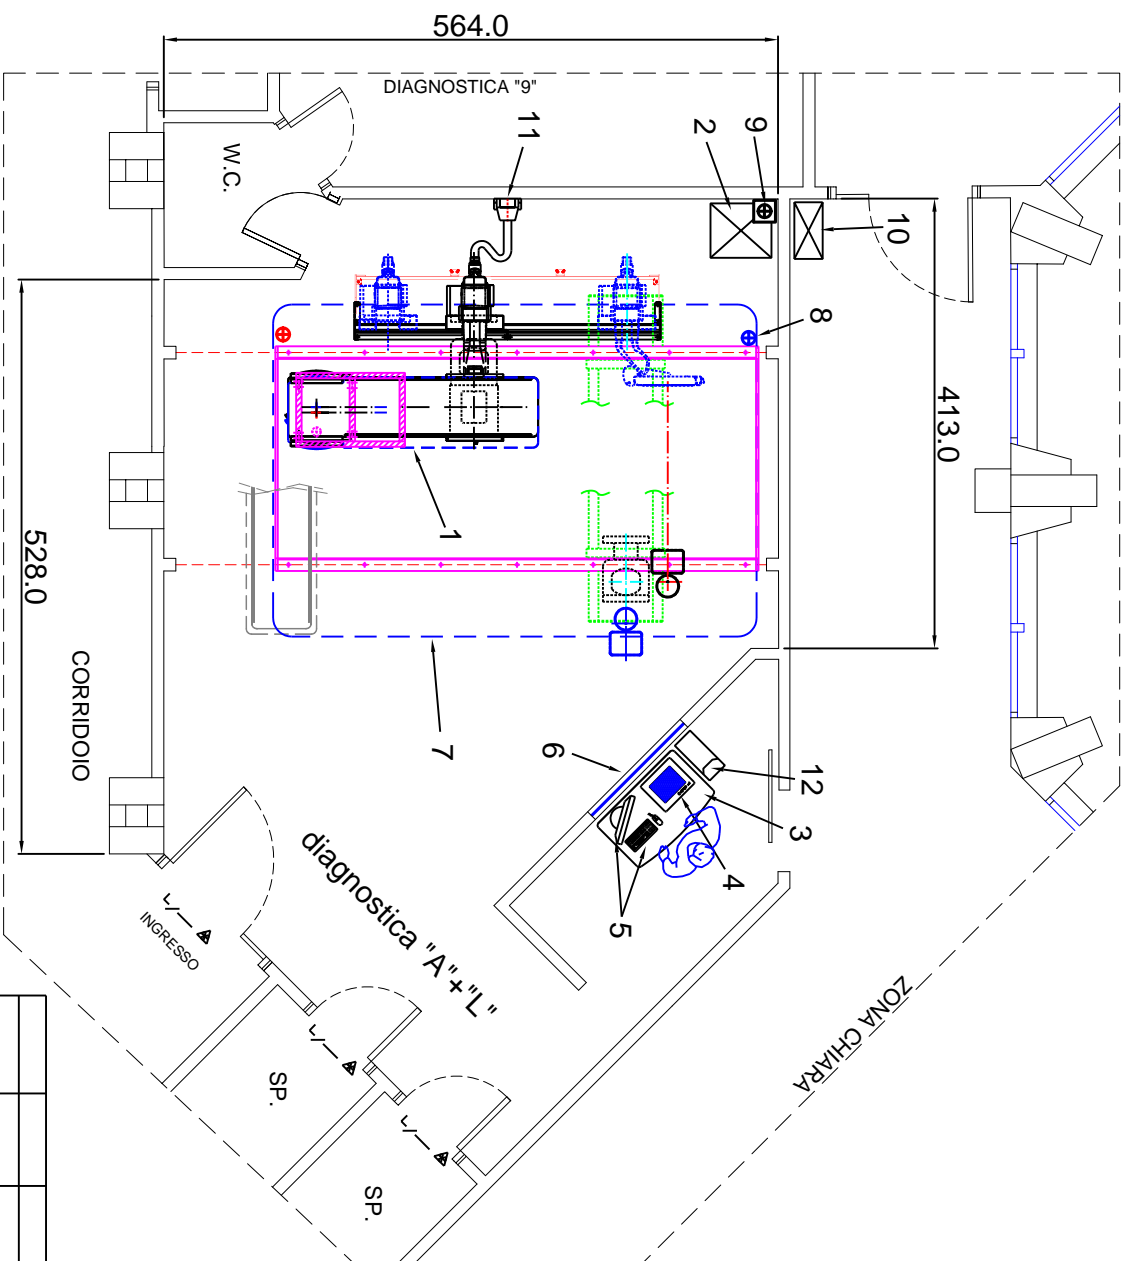 564.0
DIAGNOSTICA "9"
11
2
9
W.C.
10
8
413.0
1
528.0
CORRIDOIO
7
6
12
3
4
5
diagnostica "A"+"L"
INGRESSO
ZONA CHIARA
SP.
SP.